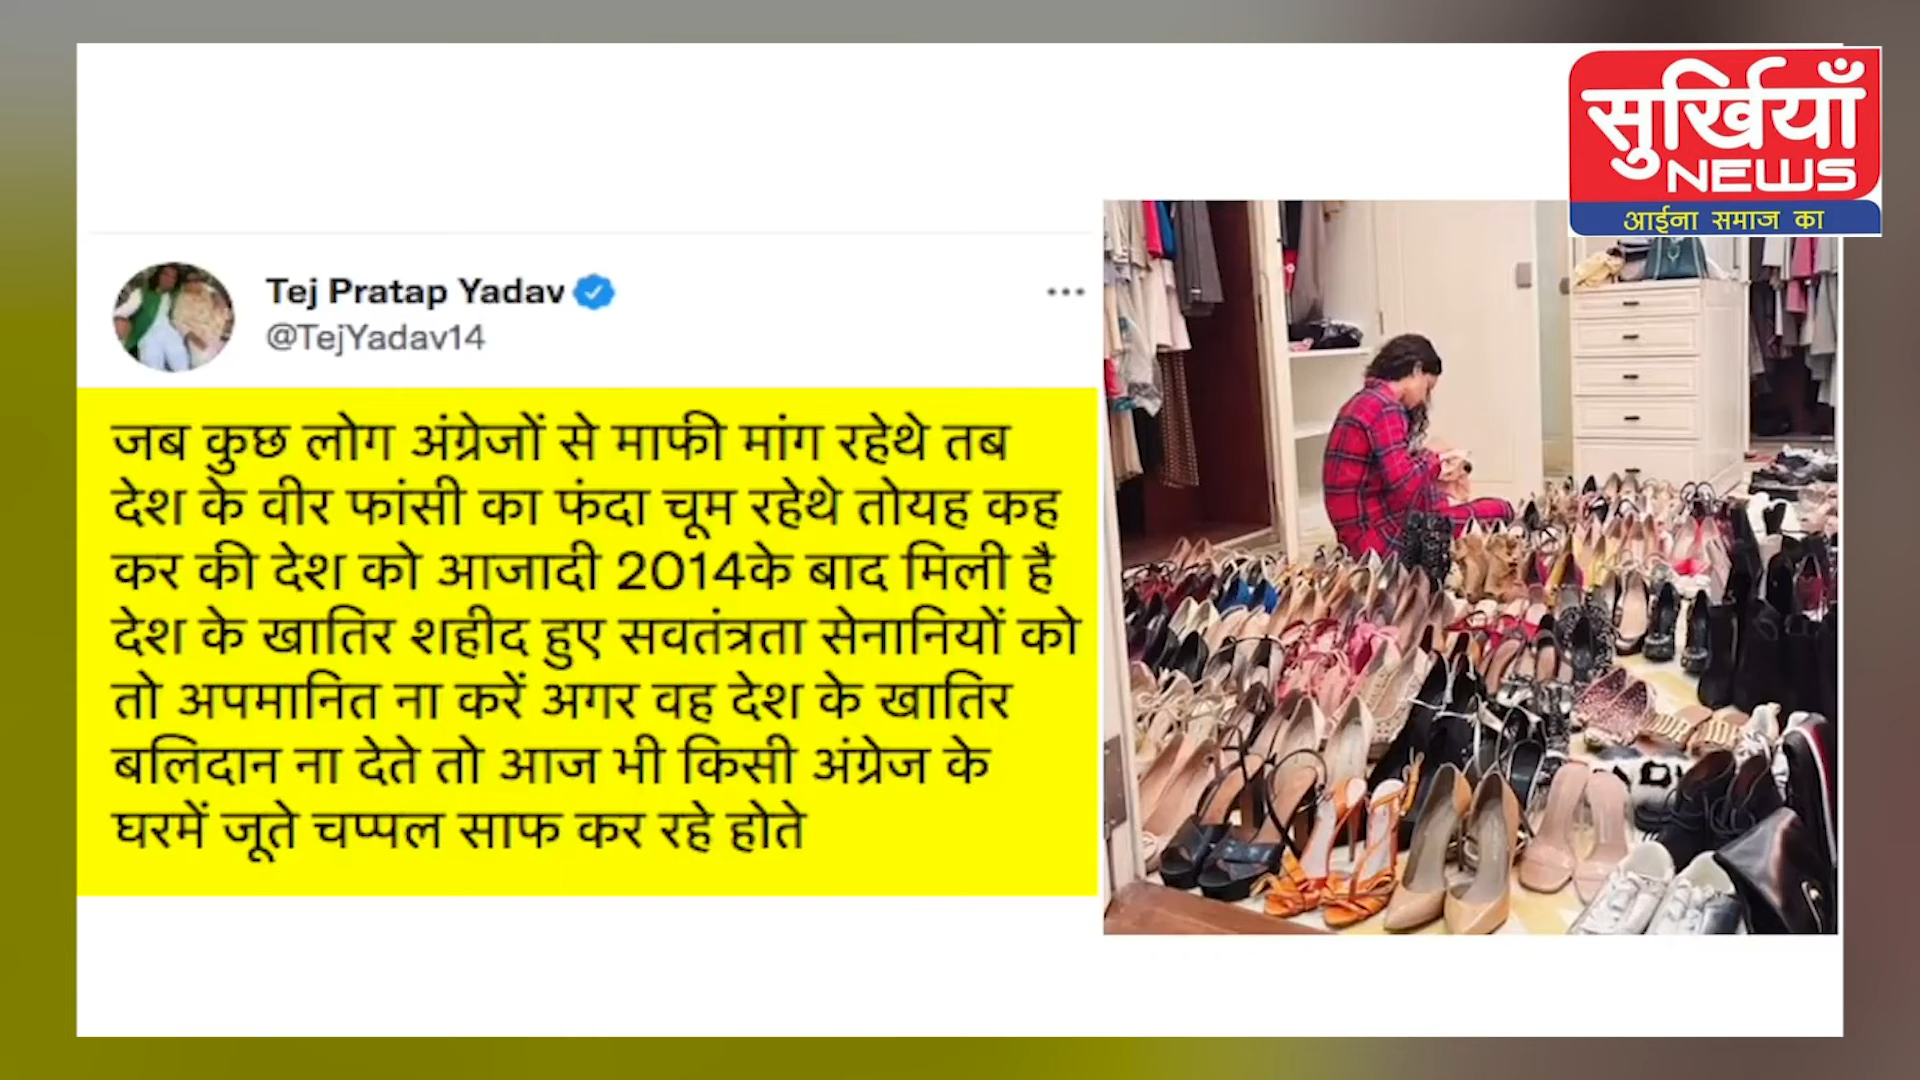 सुर्खियाँ
NEWS
आईना समाज का
Tej Pratap Yadav
@TejYadav14
जब कुछ लोग अंग्रेजों से माफी मांग रहेथे तब
देश के वीर फांसी का फंदा चूम रहेथे तोयह कह
कर की देश को आजादी 2014के बाद मिली है
देश के खातिर शहीद हुए सवतंत्रता सेनानियों को
तो अपमानित ना करें अगर वह देश के खातिर
बलिदान ना देते तो आज भी किसी अंग्रेज के
घरमें जूते चप्पल साफ कर रहे होते